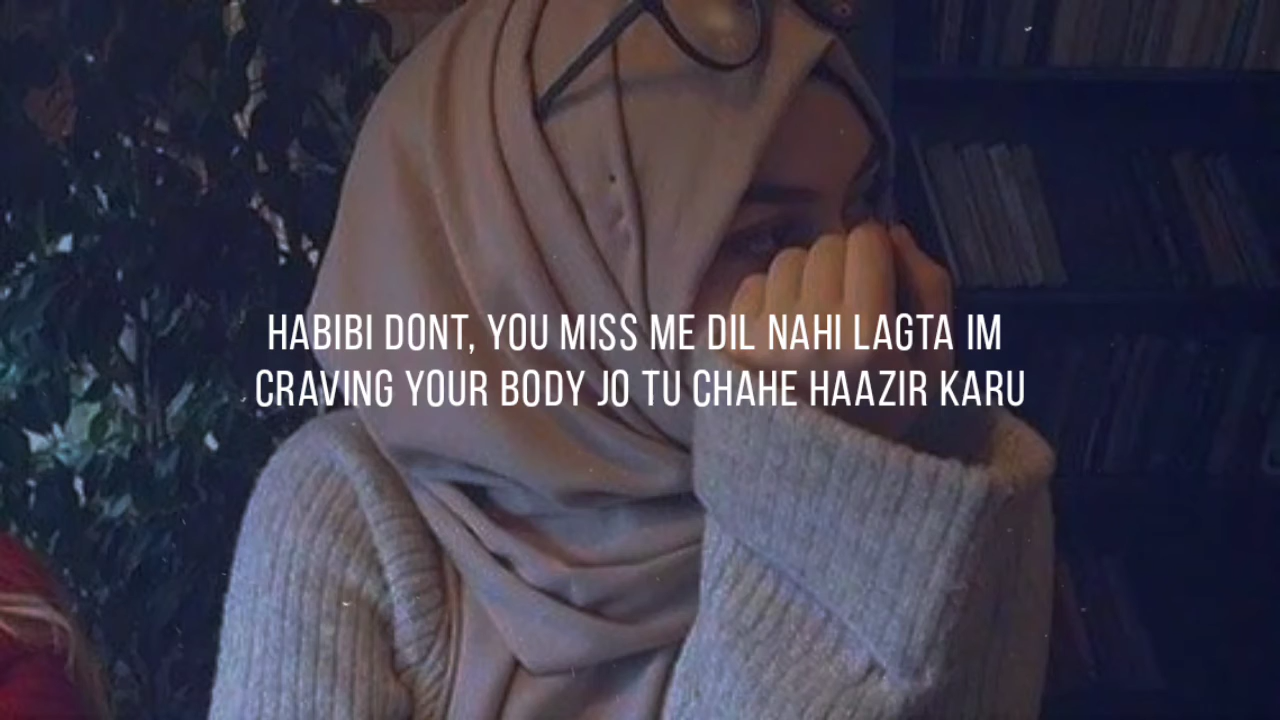 HABIBI DONT, YOU MISS ME DIL NAHI LAGTA IM
CRAVING YOUR BODY JO TU CHAHE HAAZIR KARU